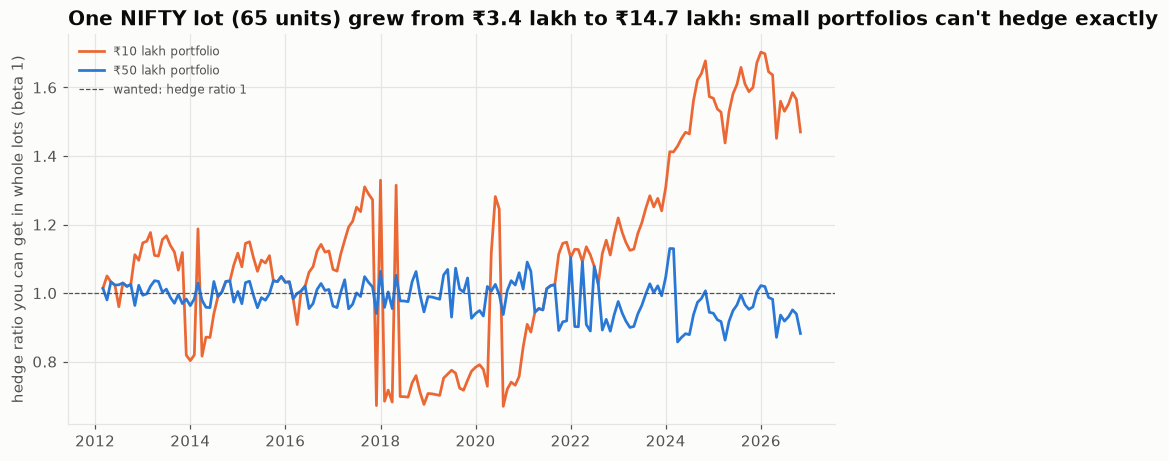 One NIFTY lot (65 units) grew from ₹3.4 lakh to ₹14.7 lakh: small portfolios can't hedge exactly
hedge ratio you can get in whole lots (beta 1)
₹10 lakh portfolio
₹50 lakh portfolio
wanted: hedge ratio 1
1.6
1.4
1.2
1.0
0.8
2012 2014 2016 2018 2020 2022 2024 2026